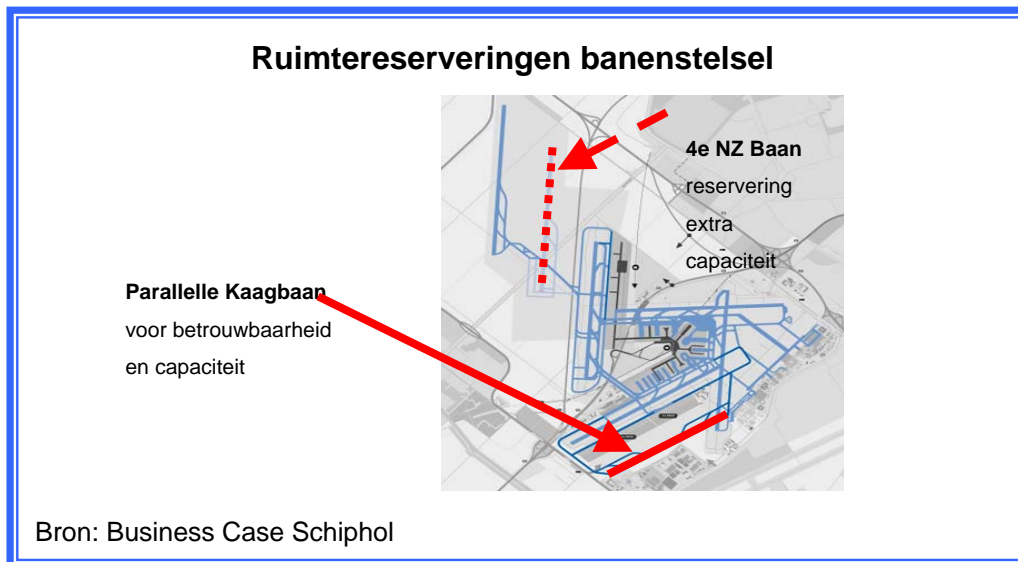 Ruimtereserveringen banenstelsel
4e NZ Baan
reservering
extra
capaciteit
Parallelle Kaagbaan
voor betrouwbaarheid
en capaciteit
Bron: Business Case Schiphol